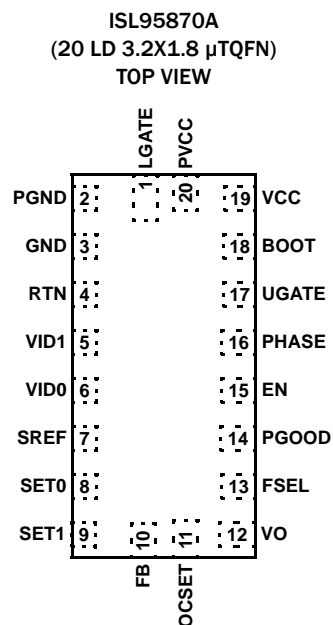 ISL95870A
(20 LD 3.2X1.8 µTQFN)
TOP VIEW
LGATE
PVCC
1
20
PGND 2
19 VCC
GND 3
18 BOOT
RTN 4
17 UGATE
VID1 5
16 PHASE
VID0 6
15 EN
SREF 7
14 PGOOD
SET0 8
13 FSEL
SET1 9
12 VO
10
11
FB
OCSET